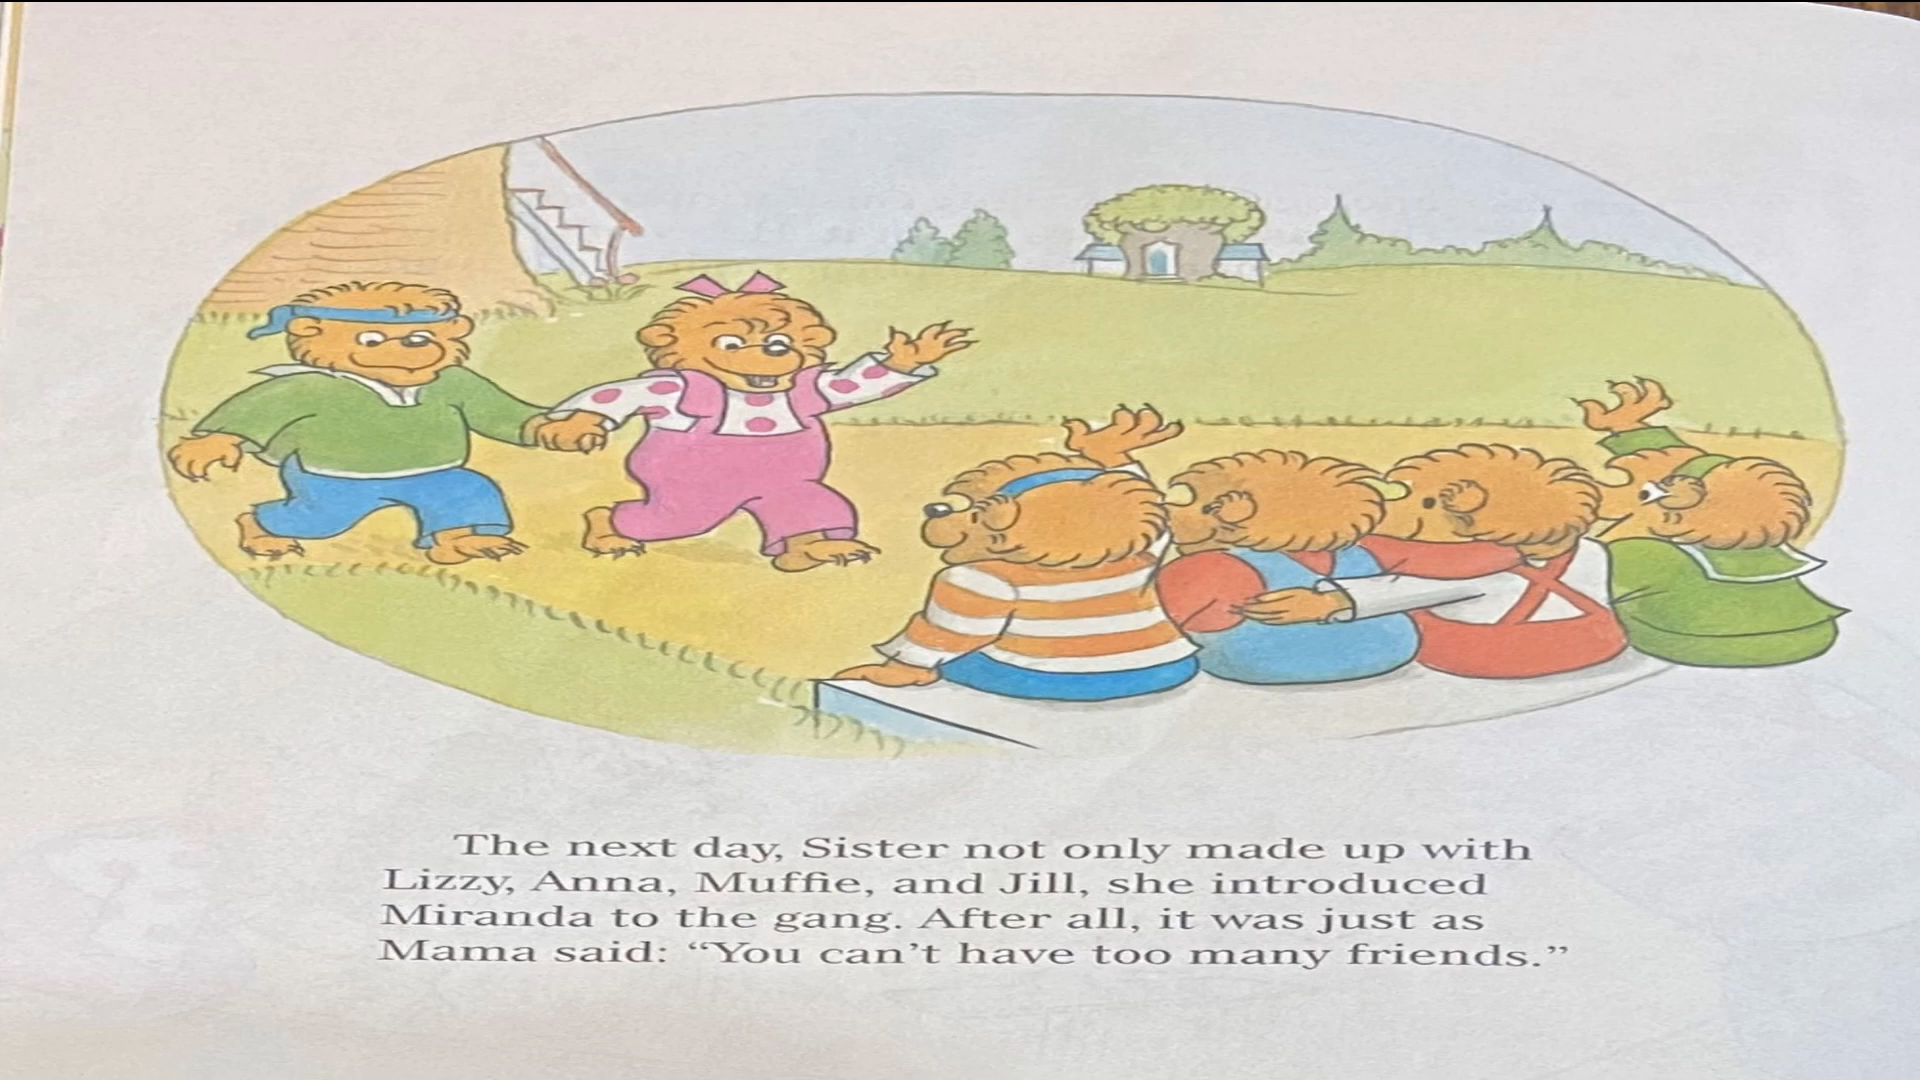 The next day, Sister not only made up with
Lizzy, Anna, Muffie, and Jill, she introduced
Miranda to the gang. After all, it was just as
Mama said: “You can’t have too many friends.”